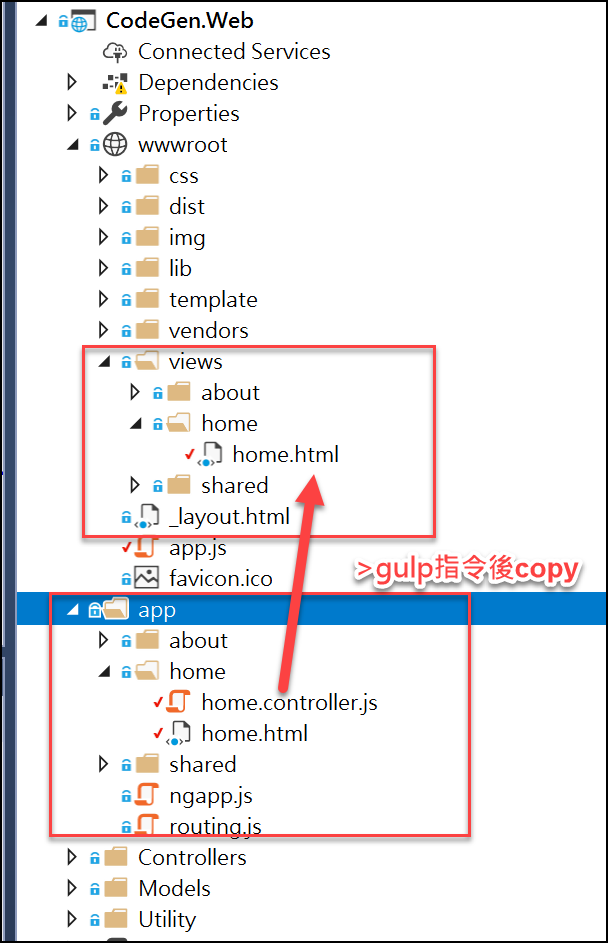 CodeGen.Web
Connected Services
Dependencies
Properties
wwwroot
css
dist
img
lib
template
vendors
views
about
home
home.html
shared
_layout.html
app.js
>gulp指令後copy
favicon.ico
app
about
home
home.controller.js
home.html
shared
ngapp.js
routing.js
Controllers
Models
Utility